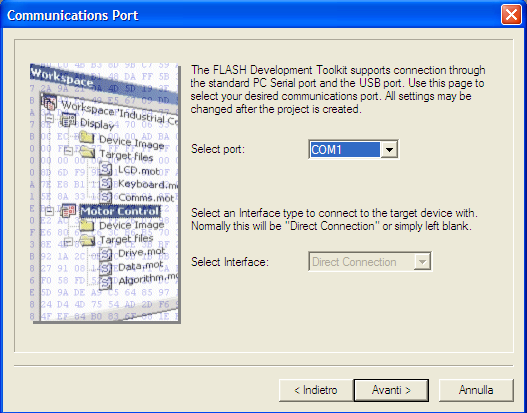 Communications Port
Workspace
Workspace 'Industrial Ce
Display
Device Image
Target files
LCD.mot
Keyboard.m
Comms.mot
Motor Control
Device Image
Target files
Drive.mot
Data.mot
Algorithm.mo
The FLASH Development Toolkit supports connection through
the standard PC Serial port and the USB port. Use this page to
select your desired communications port. All settings may be
changed after the project is created.
Select port:
COM1
Select an Interface type to connect to the target device with.
Normally this will be "Direct Connection" or simply left blank.
Select Interface:
Direct Connection
< Indietro
Avanti >
Annulla